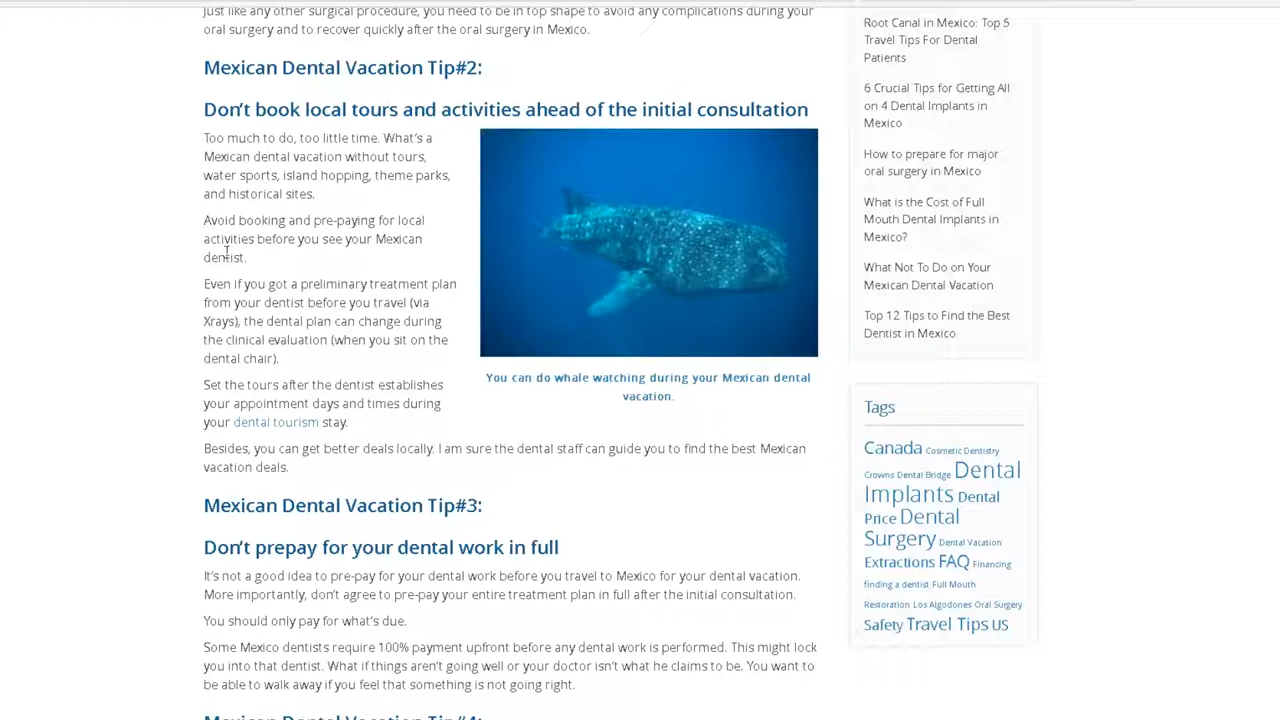 Just like any other surgical procedure, you need to be in top shape to avoid any complications during your
oral surgery and to recover quickly after the oral surgery in Mexico.
Mexican Dental Vacation Tip#2:
Don't book local tours and activities ahead of the initial consultation
Too much to do, too little time. What's a
Mexican dental vacation without tours,
water sports, island hopping, theme parks,
and historical sites.
Avoid booking and pre-paying for local
activities before you see your Mexican
dentist.
Even if you got a preliminary treatment plan
from your dentist before you travel (via
Xrays), the dental plan can change during
the clinical evaluation (when you sit on the
dental chair).
Set the tours after the dentist establishes
your appointment days and times during
your dental tourism stay.
You can do whale watching during your Mexican dental
vacation.
Besides, you can get better deals locally. I am sure the dental staff can guide you to find the best Mexican
vacation deals.
Mexican Dental Vacation Tip#3:
Don't prepay for your dental work in full
It's not a good idea to pre-pay for your dental work before you travel to Mexico for your dental vacation.
More importantly, don't agree to pre-pay your entire treatment plan in full after the initial consultation.
You should only pay for what's due.
Some Mexico dentists require 100% payment upfront before any dental work is performed. This might lock
you into that dentist. What if things aren't going well or your doctor isn't what he claims to be. You want to
be able to walk away if you feel that something is not going right.
Mexican Dental Vacation Tip#4:
Root Canal in Mexico: Top 5
Travel Tips For Dental
Patients
6 Crucial Tips for Getting All
on 4 Dental Implants in
Mexico
How to prepare for major
oral surgery in Mexico
What is the Cost of Full
Mouth Dental Implants in
Mexico?
What Not To Do on Your
Mexican Dental Vacation
Top 12 Tips to Find the Best
Dentist in Mexico
Tags
Canada Cosmetic Dentistry
Crowns Dental Bridge Dental
Implants Dental
Price Dental
Surgery Dental Vacation
Extractions FAQ Financing
finding a dentist Full Mouth
Restoration Los Algodones Oral Surgery
Safety Travel Tips US